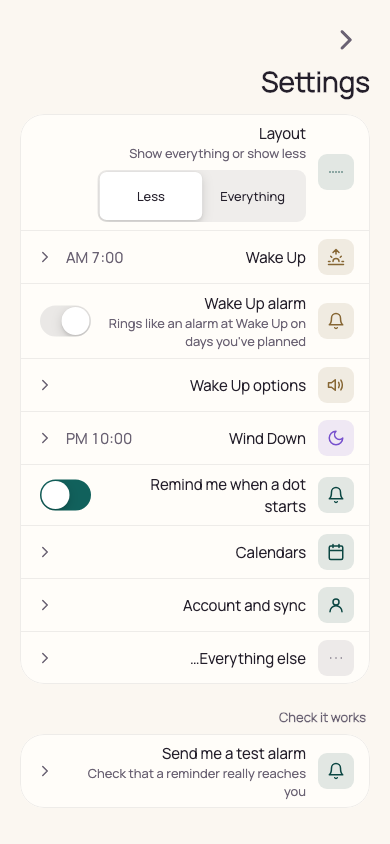 Settings
Layout
Show everything or show less
Less
Everything
Wake Up
AM 7:00
Wake Up alarm
Rings like an alarm at Wake Up on
days you've planned
Wake Up options
Wind Down
PM 10:00
Remind me when a dot
starts
Calendars
Account and sync
...Everything else
Check it works
Send me a test alarm
Check that a reminder really reaches
you